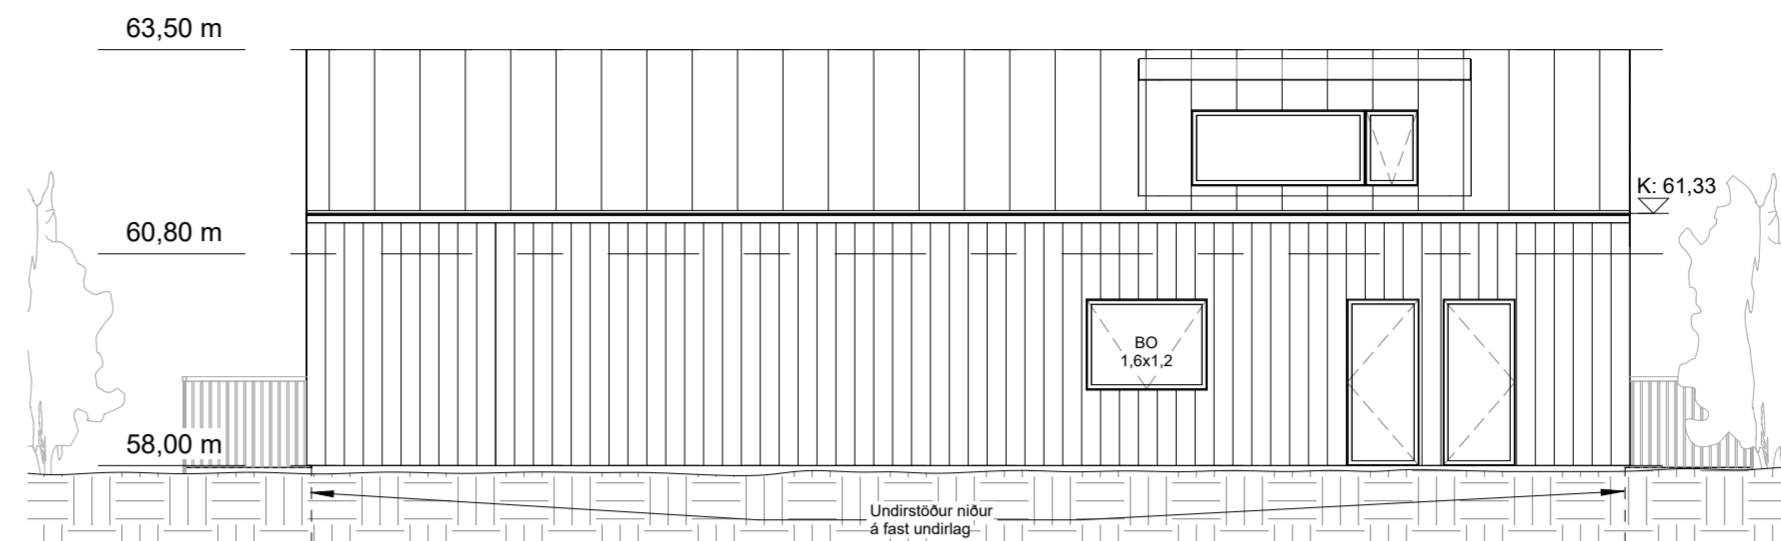 63,50 m
K: 61,33
60,80 m
BO
1,6x1,2
58,00 m
Undirstöður niður
á fast undirlag